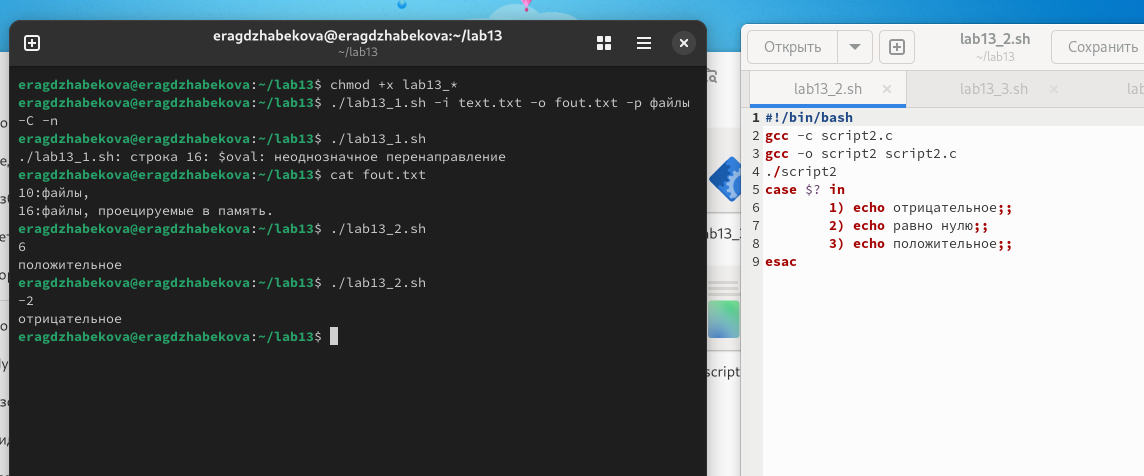 eragdzhabekova@eragdzhabekova:~/lab13
~/lab13
eragdzhabekova@eragdzhabekova:~/lab13$ chmod +x lab13_*
eragdzhabekova@eragdzhabekova:~/lab13$ ./lab13_1.sh -i text.txt -o fout.txt -p файлы
-C -n
eragdzhabekova@eragdzhabekova:~/lab13$ ./lab13_1.sh
./lab13_1.sh: строка 16: $oval: неоднозначное перенаправление
eragdzhabekova@eragdzhabekova:~/lab13$ cat fout.txt
10:файлы,
16:файлы, проецируемые в память.
eragdzhabekova@eragdzhabekova:~/lab13$ ./lab13_2.sh
6
положительное
eragdzhabekova@eragdzhabekova:~/lab13$ ./lab13_2.sh
-2
отрицательное
eragdzhabekova@eragdzhabekova:~/lab13$
script
Открыть
lab13_2.sh
~/lab13
Сохранить
lab13_2.sh ×
lab13_3.sh ×
lab
1 #!/bin/bash
2 gcc -c script2.c
3 gcc -o script2 script2.c
4 ./script2
5 case $? in
6 1) echo отрицательное;;
7 2) echo равно нулю;;
8 3) echo положительное;;
9 esac